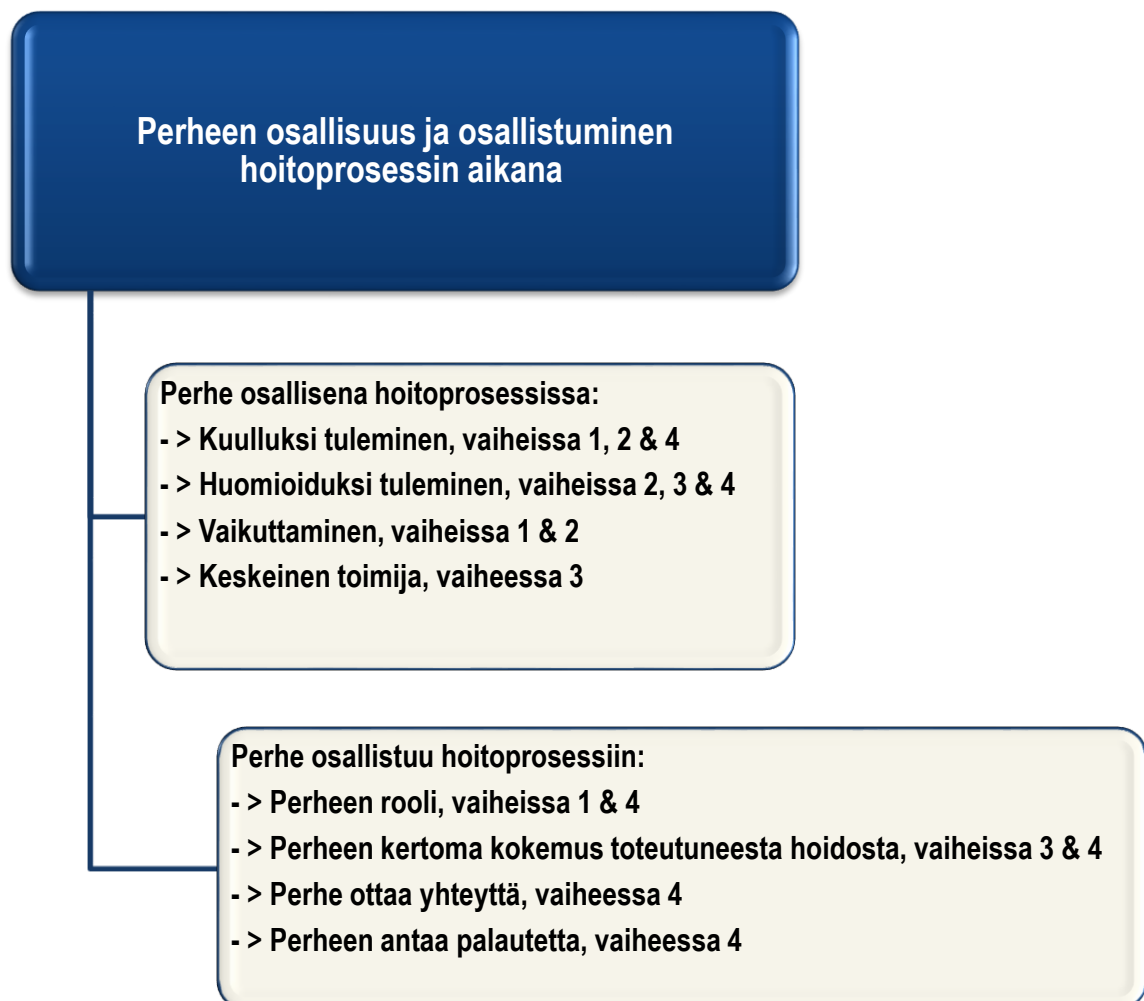 Perheen osallisuus ja osallistuminen
hoitoprosessin aikana
Perhe osallisena hoitoprosessissa:
- > Kuulluksi tuleminen, vaiheissa 1, 2 & 4
- > Huomioiduksi tuleminen, vaiheissa 2, 3 & 4
- > Vaikuttaminen, vaiheissa 1 & 2
- > Keskeinen toimija, vaiheessa 3
Perhe osallistuu hoitoprosessiin:
- > Perheen rooli, vaiheissa 1 & 4
- > Perheen kertoma kokemus toteutuneesta hoidosta, vaiheissa 3 & 4
- > Perhe ottaa yhteyttä, vaiheessa 4
- > Perheen antaa palautetta, vaiheessa 4